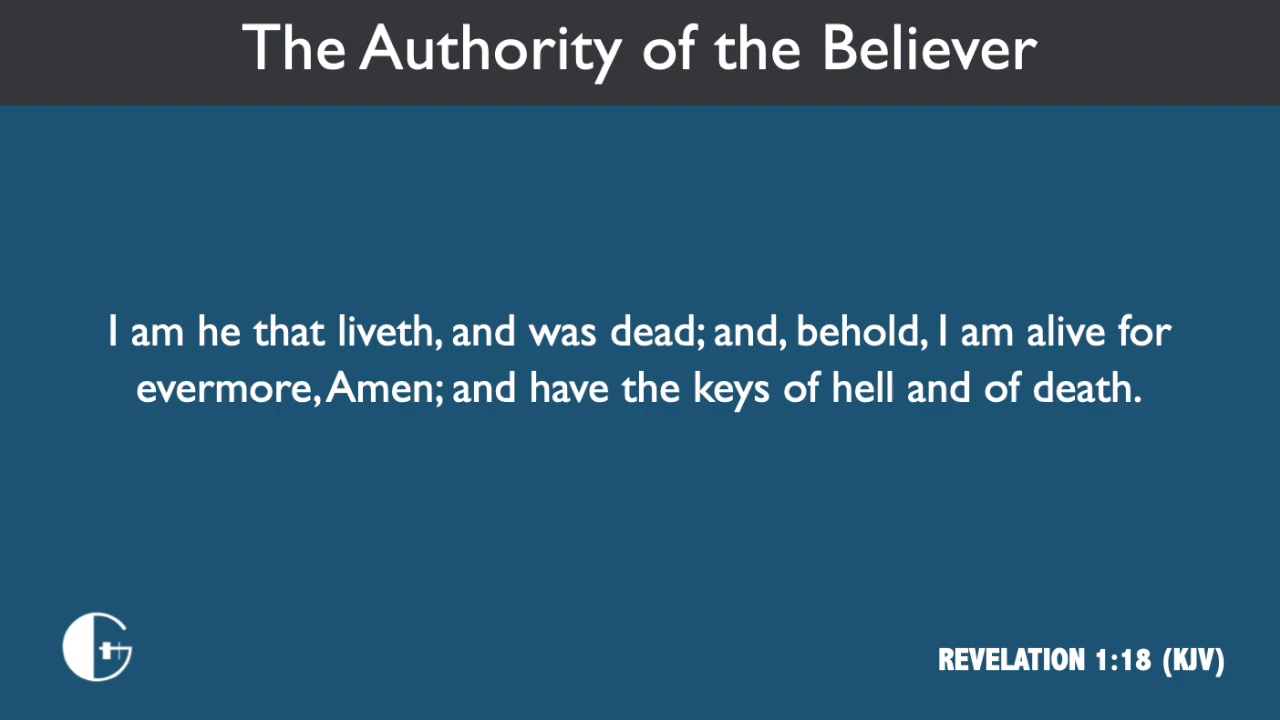 The Authority of the Believer
I am he that liveth, and was dead; and, behold, I am alive for
evermore, Amen; and have the keys of hell and of death.
REVELATION 1:18 (KJV)